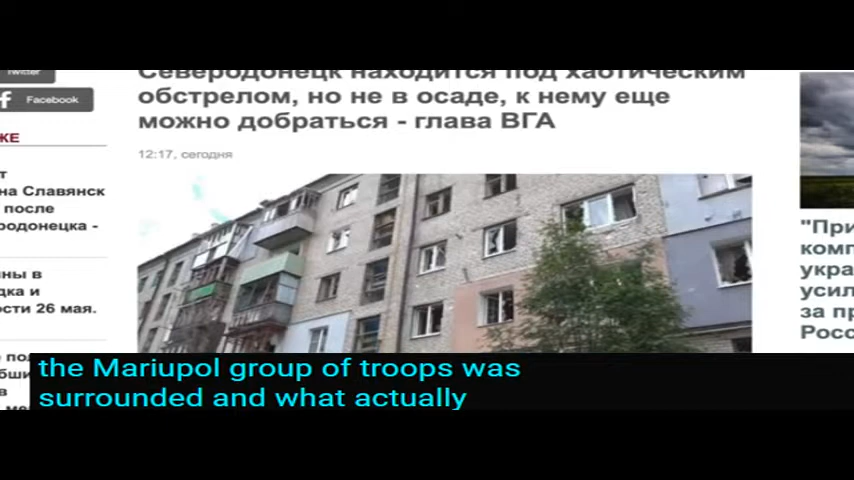 Twitter
Facebook
ЖЕ
т
на Славянск
после
родонецка -
ны в
дка и
ости 26 мая.
Северодонецк находится под хаотическим
обстрелом, но не в осаде, к нему еще
можно добраться - глава ВГА
12:17, сегодня
"При
комп
укра
усил
за пр
Росс
the Mariupol group of troops was
surrounded and what actually